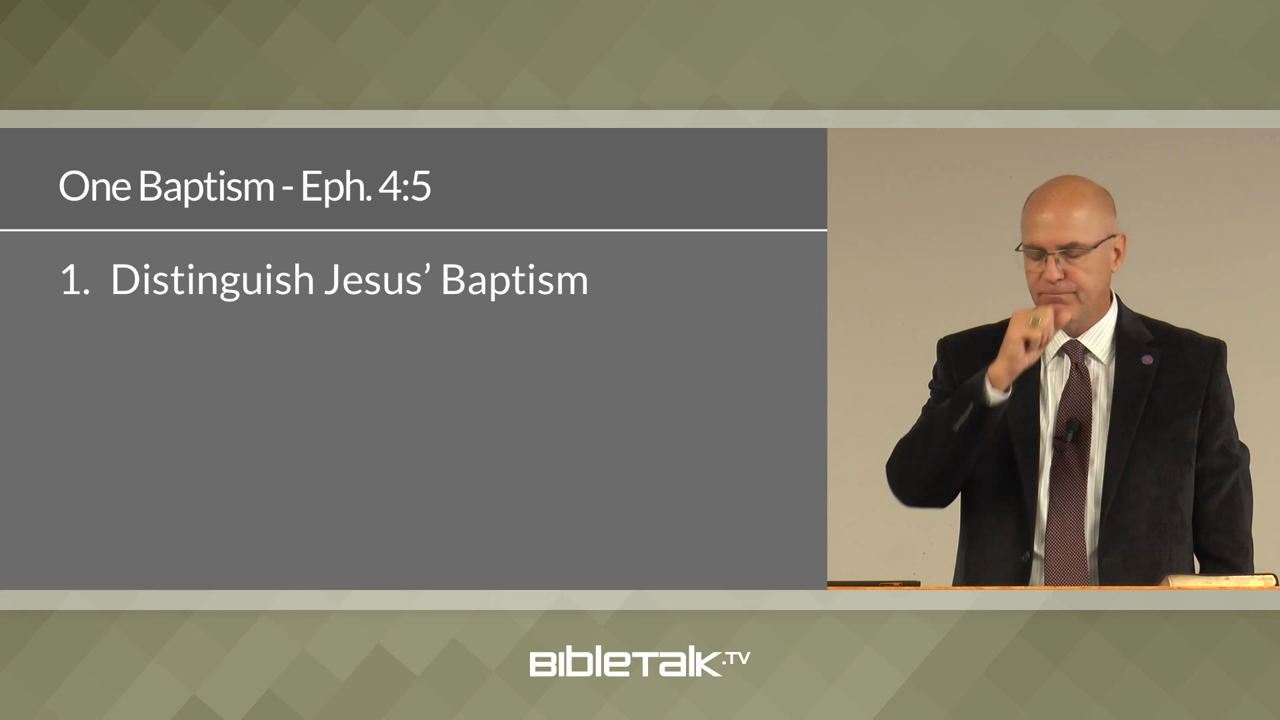 One Baptism - Eph. 4:5
1. Distinguish Jesus’ Baptism
BibleTalk.TV